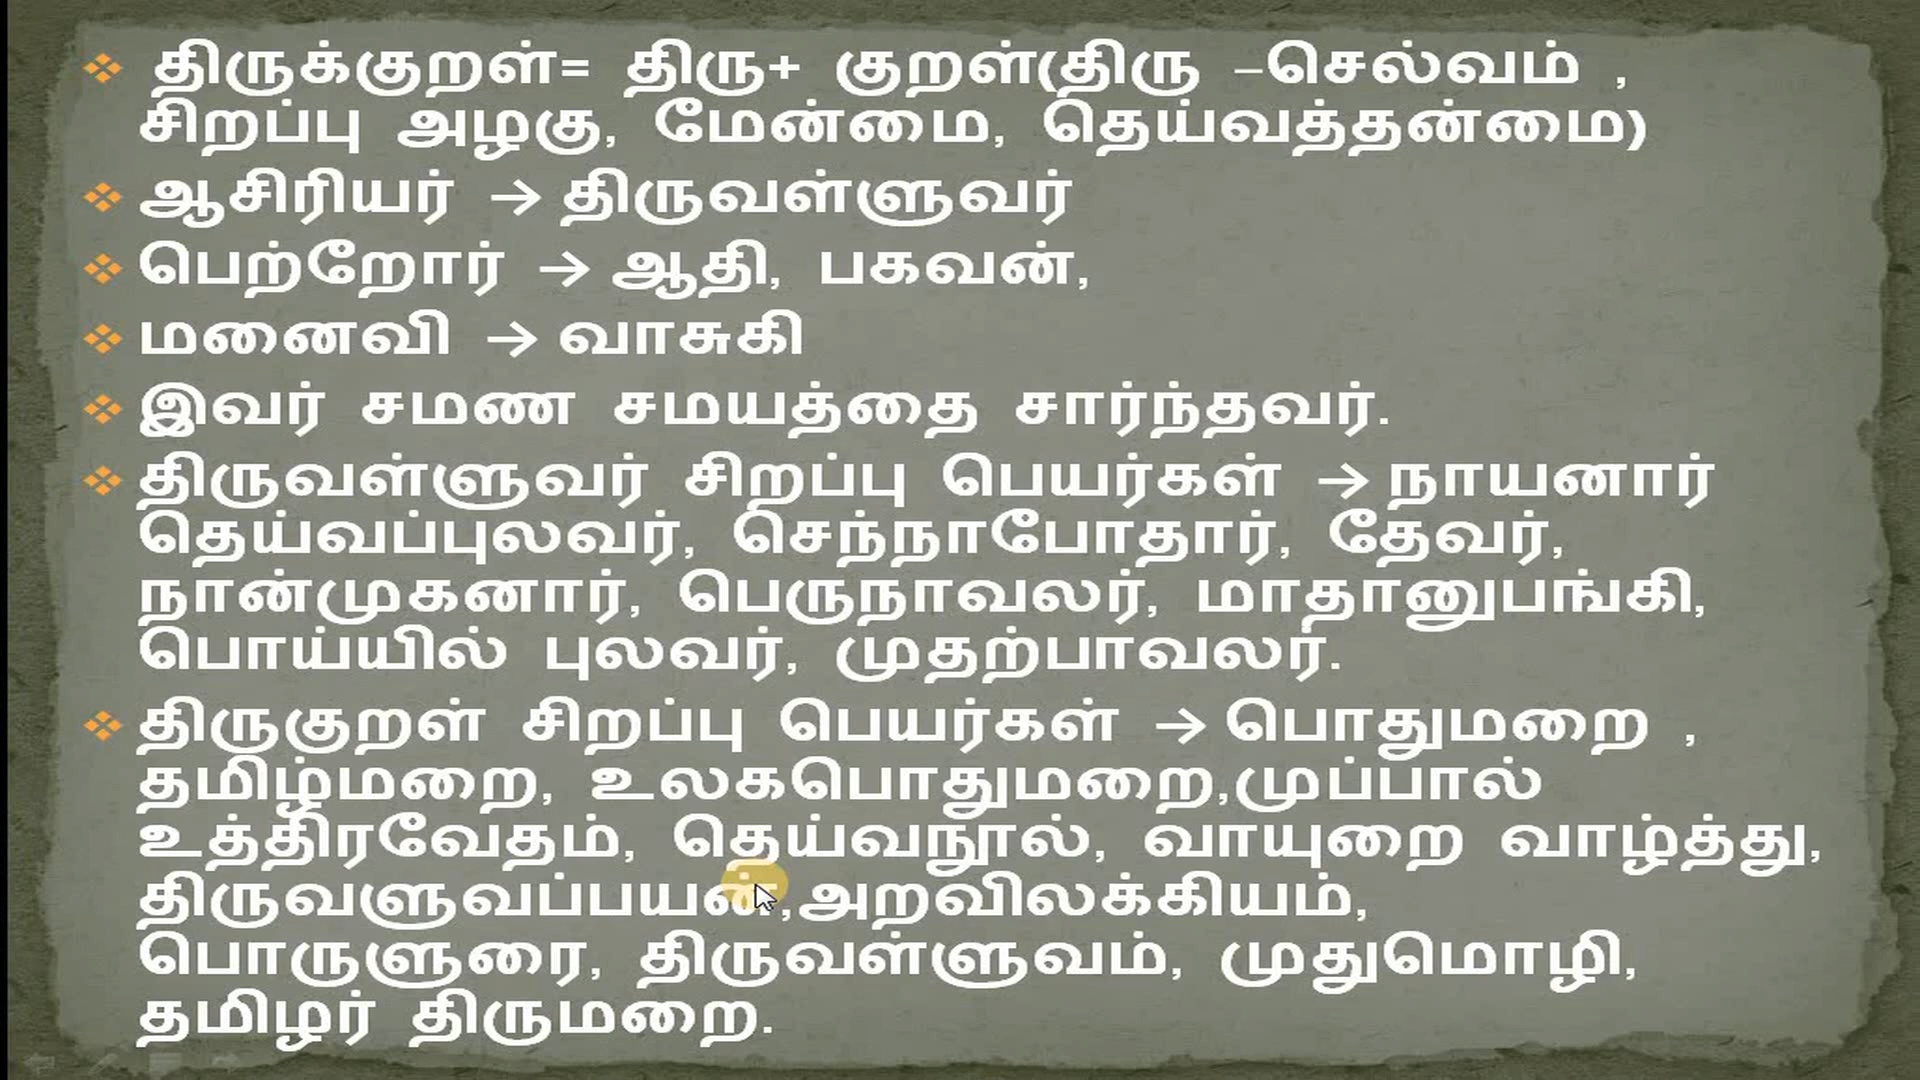 ❖ திருக்குறள்= திரு+ குறள்(திரு –செல்வம் ,
சிறப்பு அழகு, மேன்மை, தெய்வத்தன்மை)
❖ ஆசிரியர் → திருவள்ளுவர்
❖ பெற்றோர் → ஆதி, பகவன்,
❖ மனைவி → வாசுகி
❖ இவர் சமண சமயத்தை சார்ந்தவர்.
❖ திருவள்ளுவர் சிறப்பு பெயர்கள் → நாயனார்
தெய்வப்புலவர், செந்நாபோதார், தேவர்,
நான்முகனார், பெருநாவலர், மாதானுபங்கி,
பொய்யில் புலவர், முதற்பாவலர்.
❖ திருகுறள் சிறப்பு பெயர்கள் → பொதுமறை ,
தமிழ்மறை, உலகபொதுமறை,முப்பால்
உத்திரவேதம், தெய்வநூல், வாயுறை வாழ்த்து,
திருவளுவப்பயன்,அறவிலக்கியம்,
பொருளுரை, திருவள்ளுவம், முதுமொழி,
தமிழர் திருமறை.